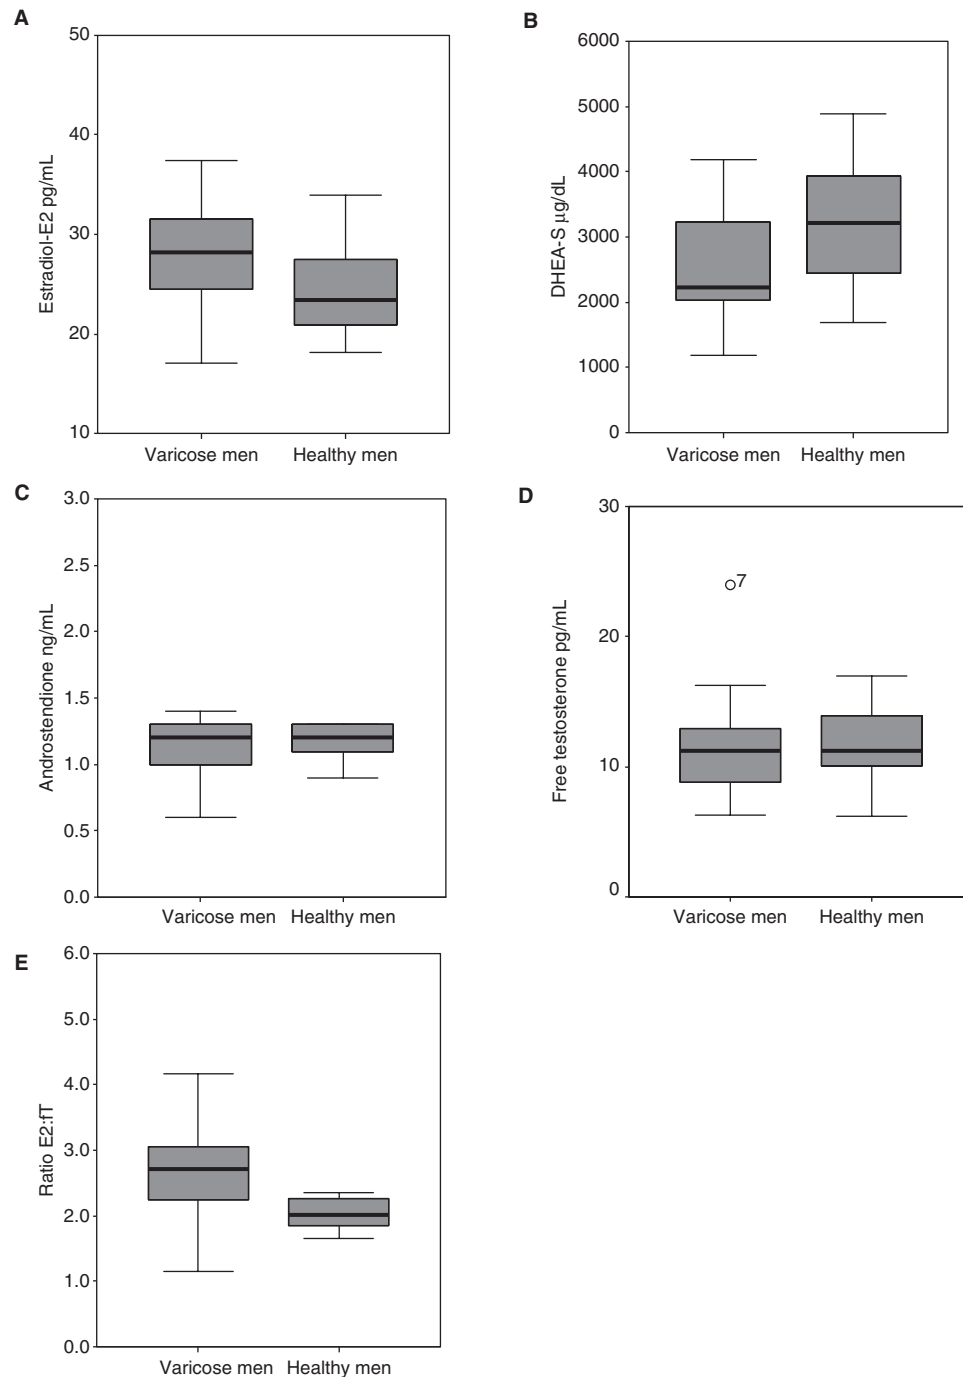 A
50
40
30
20
10
Estradiol-E2 pg/mL
Varicose men Healthy men
B
6000
5000
4000
3000
2000
1000
0
DHEA-S µg/dL
Varicose men Healthy men
C
3.0
2.5
2.0
1.5
1.0
0.5
0.0
Androstendione ng/mL
Varicose men Healthy men
D
30
20
10
0
Free testosterone pg/mL
7
Varicose men Healthy men
E
6.0
5.0
4.0
3.0
2.0
1.0
0.0
Ratio E2:fT
Varicose men Healthy men